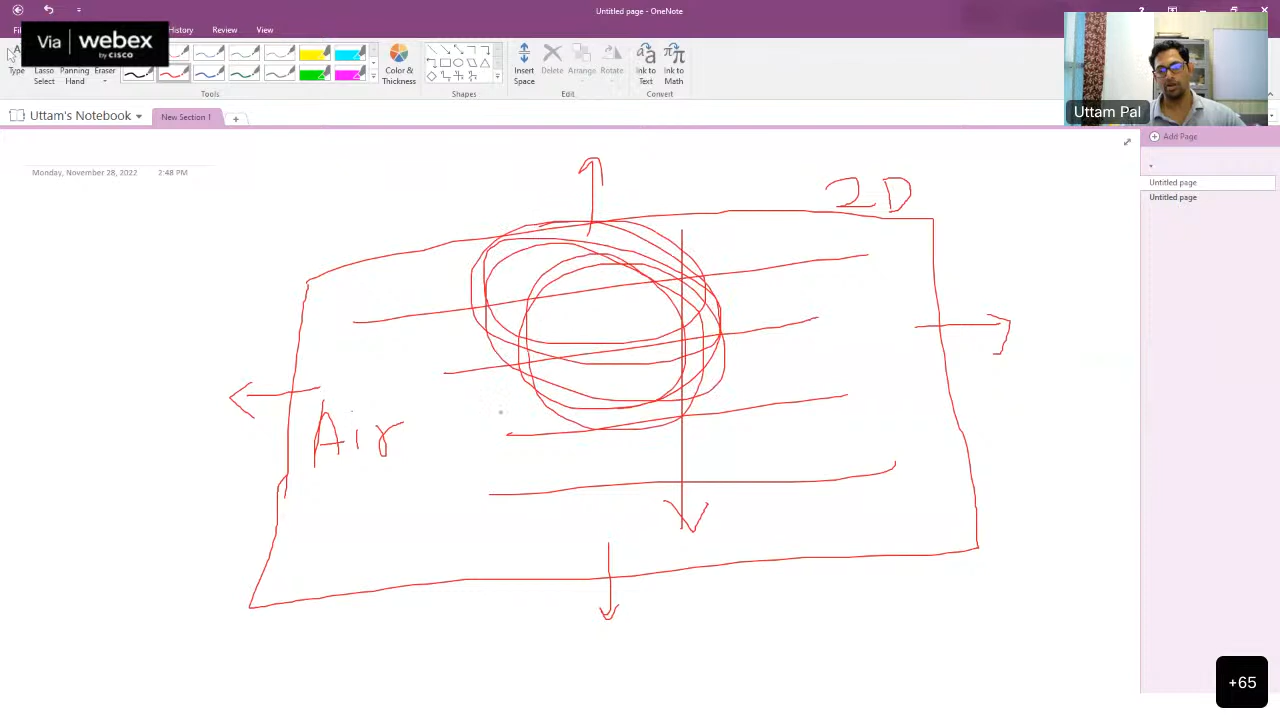 Untitled page - OneNote
Via webex
by CISCO
History Review View
Type
Lasso Select
Panning Hand
Eraser
Color & Thickness
Insert Space
Delete
Arrange
Rotate
Ink to Text
Ink to Math
Tools
Shapes
Edit
Convert
Uttam Pal
Uttam's Notebook
New Section 1
Add Page
Monday, November 28, 2022 2:48 PM
Untitled page
Untitled page
2D
Air
+65